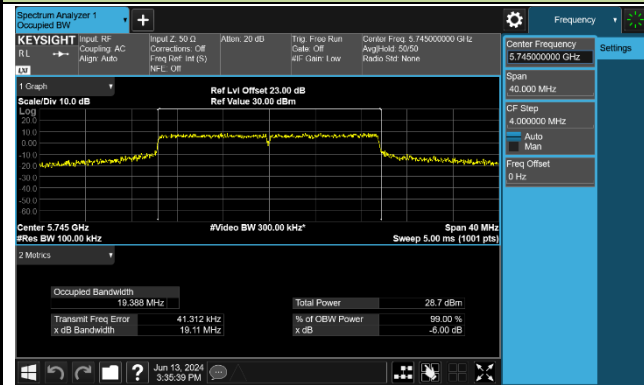 Spectrum Analyzer 1
Occupied BW
Frequency
KEYSIGHT
Input: RF
Coupling: AC
Align: Auto
RL
LXI
Input Z: 50 Ω
Corrections: Off
Freq Ref: Int (S)
NFE: Off
Atten: 20 dB
Trig: Free Run
Gate: Off
#IF Gain: Low
Center Freq: 5.745000000 GHz
Avg|Hold: 50/50
Radio Std: None
1 Graph
Scale/Div 10.0 dB
Ref Lvl Offset 23.00 dB
Ref Value 30.00 dBm
Log
20.0
10.0
0.00
-10.0
-20.0
-30.0
-40.0
-50.0
-60.0
Center 5.745 GHz
#Res BW 100.00 kHz
#Video BW 300.00 kHz*
Span 40 MHz
Sweep 5.00 ms (1001 pts)
2 Metrics
Occupied Bandwidth
19.388 MHz
Total Power 28.7 dBm
Transmit Freq Error 41.312 kHz
% of OBW Power 99.00 %
x dB Bandwidth 19.11 MHz
x dB -6.00 dB
Center Frequency
5.745000000 GHz
Settings
Span
40.000 MHz
CF Step
4.000000 MHz
Auto
Man
Freq Offset
0 Hz
?
Jun 13, 2024
3:35:39 PM